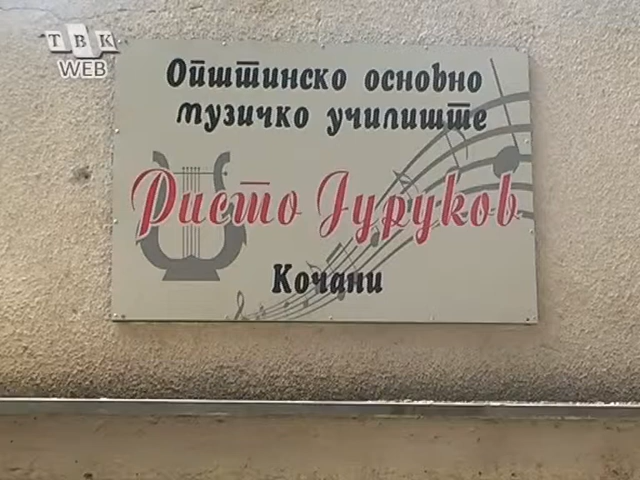 ТВК
WEB
Општинско основно
музичко училиште
Ристо Јуруков
Кочани